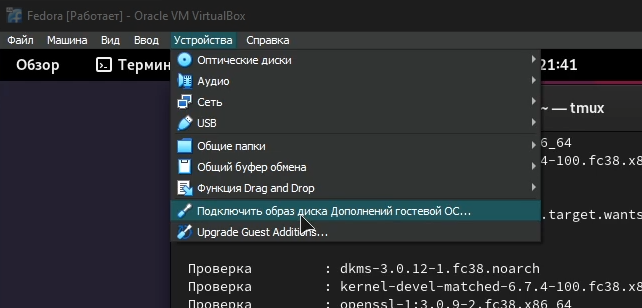 Fedora [Работает] - Oracle VM VirtualBox
Файл Машина Вид Ввод Устройства Справка
Обзор Термин 21:41
Оптические диски
Аудио
~ — tmux
Сеть
USB
6_64
Общие папки
4-100.fc38.x8
Общий буфер обмена
Функция Drag and Drop
Подключить образ диска Дополнений гостевой ОС...
.target.wants
Upgrade Guest Additions...
Проверка : dkms-3.0.12-1.fc38.noarch
Проверка : kernel-devel-matched-6.7.4-100.fc38.x
Проверка : openssl-1:3.0.9-2.fc38.x86_64